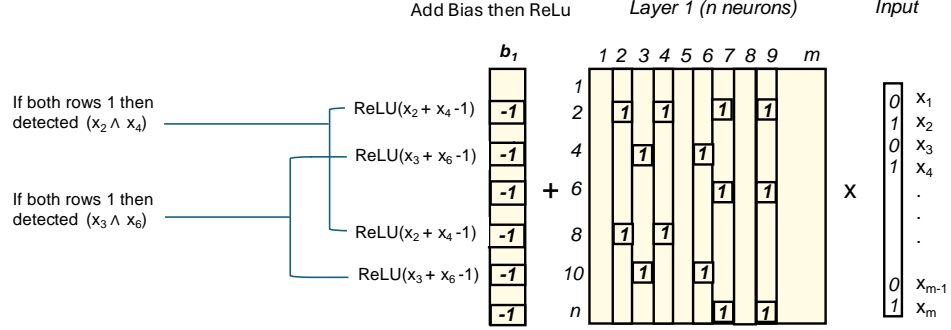 Add Bias then ReLu Layer 1 (n neurons) Input
b1 1 2 3 4 5 6 7 8 9 m
1
If both rows 1 then
detected (x2 ∧ x4)
ReLU(x2 + x4 -1) -1 2 1 1 1 1
0 x1
1 x2
ReLU(x3 + x6 -1) -1 4 1 1
0 x3
1 x4
If both rows 1 then
detected (x3 ∧ x6)
-1 + 6 1 1 x .
.
ReLU(x2 + x4 -1) -1 8 1 1 .
ReLU(x3 + x6 -1) -1 10 1 1
0 xm-1
-1 n 1 1 1 xm